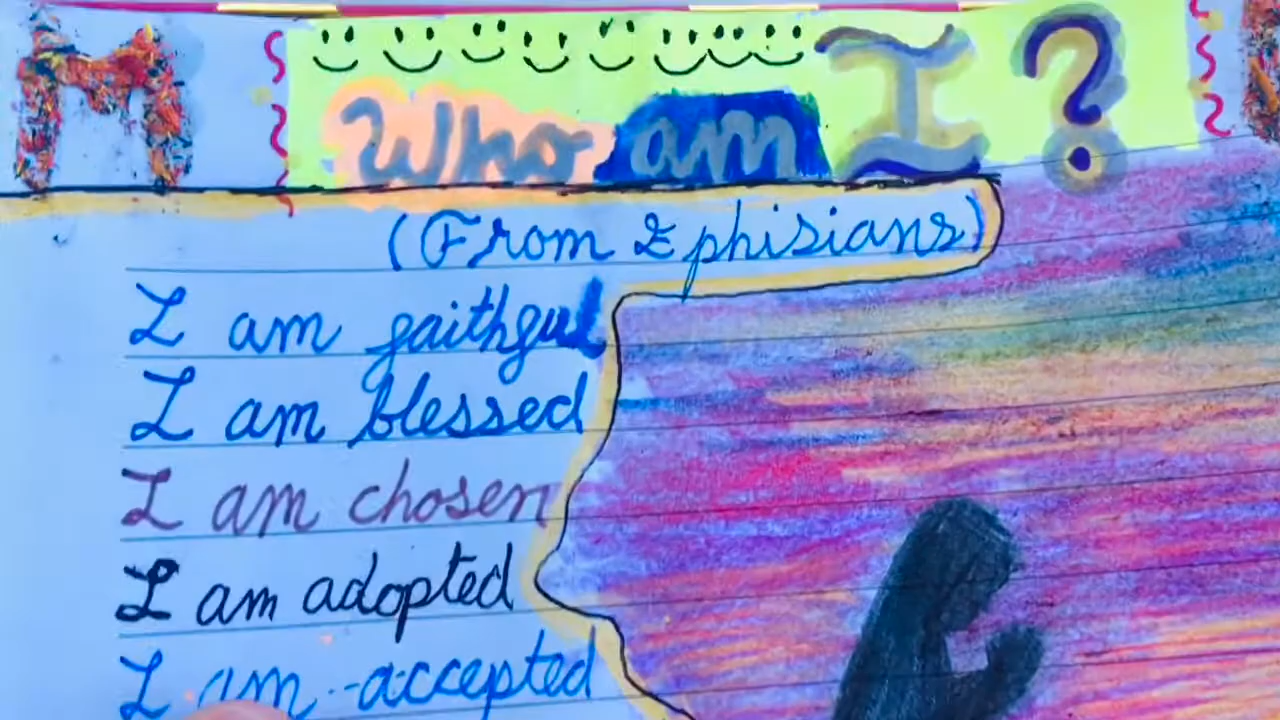 M
Who am I ?
(From Ephisians)
I am faithful
I am blessed
I am chosen
I am adopted
I am accepted